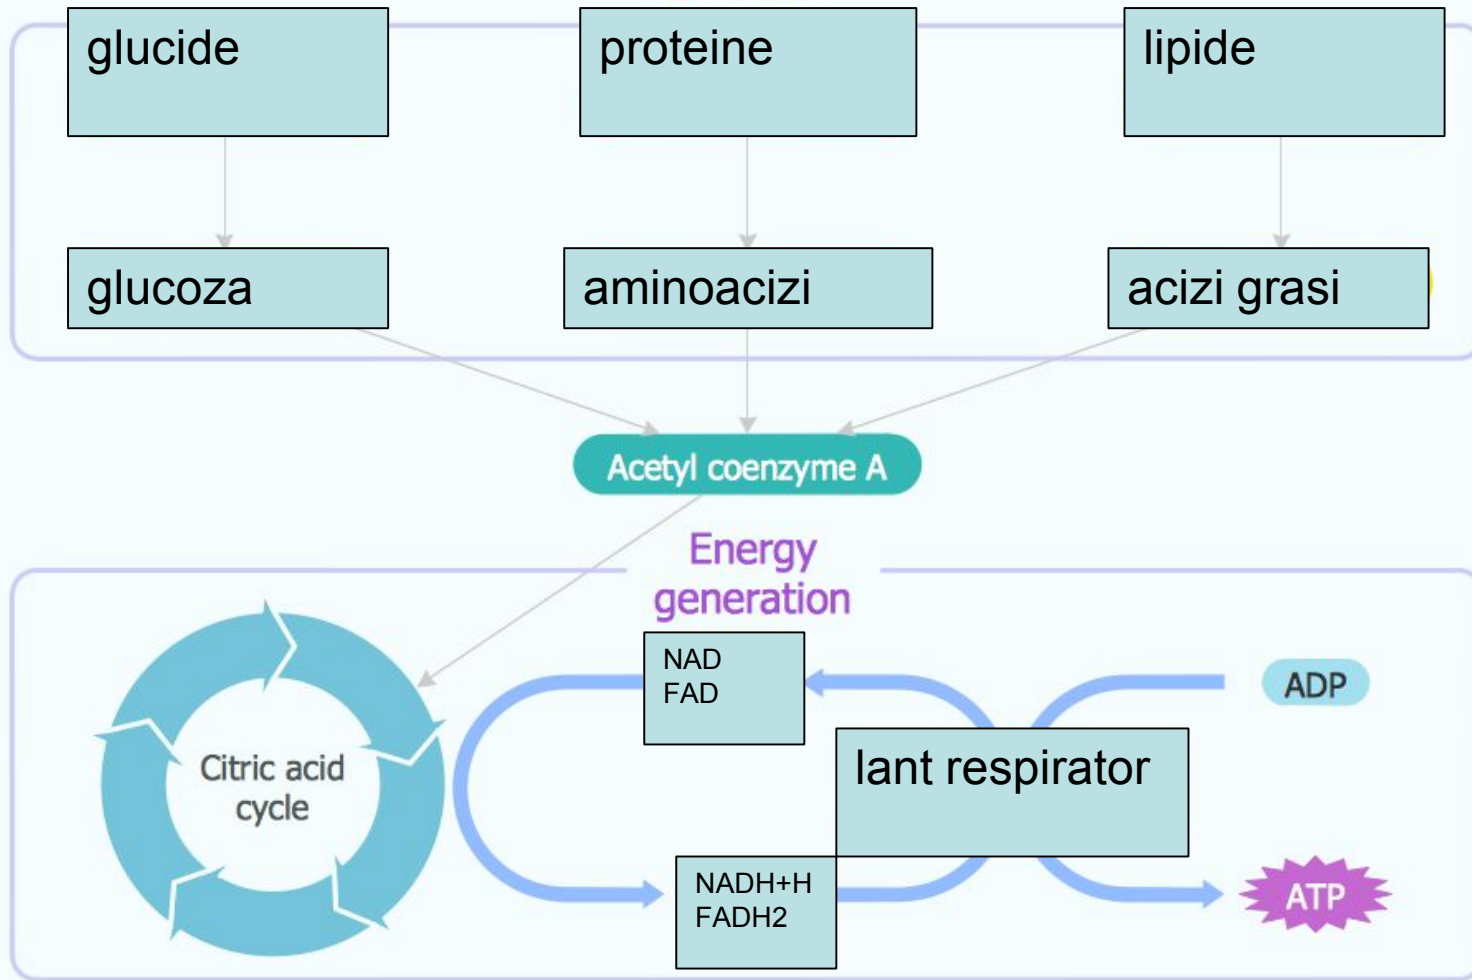 glucide
proteine
lipide
glucoza
aminoacizi
acizi grasi
Acetyl coenzyme A
Energy
generation
NAD
FAD
ADP
Citric acid
cycle
lant respirator
NADH+H
FADH2
ATP